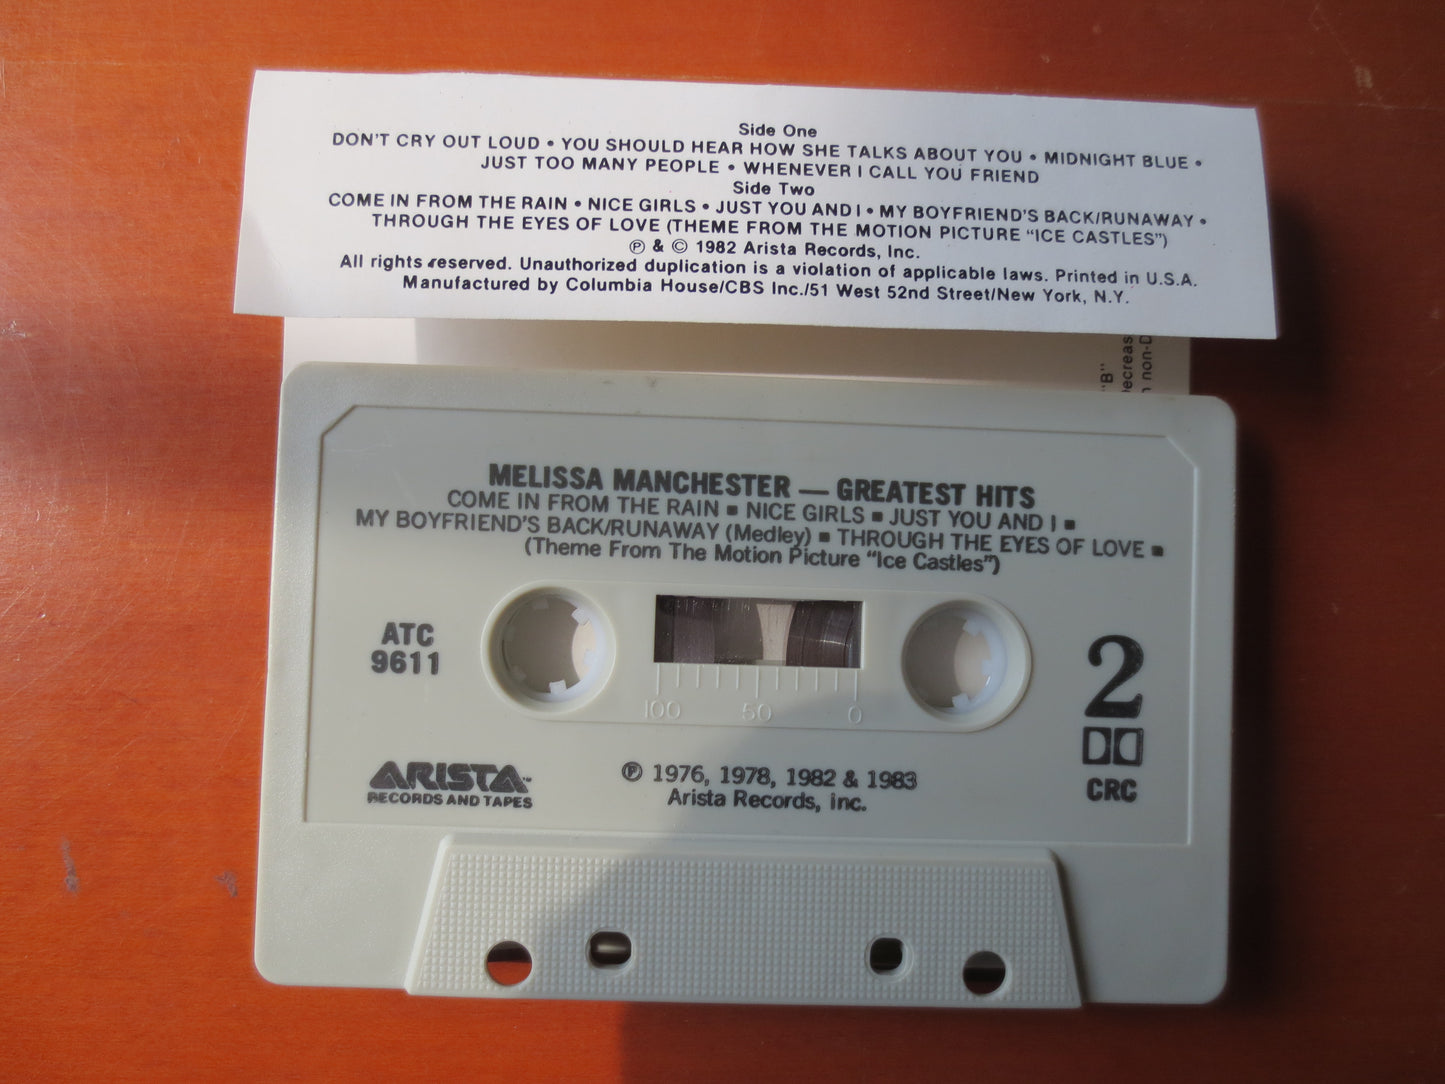 Side One
DON'T CRY OUT LOUD • YOU SHOULD HEAR HOW SHE TALKS ABOUT YOU • MIDNIGHT BLUE •
JUST TOO MANY PEOPLE • WHENEVER I CALL YOU FRIEND
Side Two
COME IN FROM THE RAIN • NICE GIRLS • JUST YOU AND I • MY BOYFRIEND'S BACK/RUNAWAY •
THROUGH THE EYES OF LOVE (THEME FROM THE MOTION PICTURE "ICE CASTLES")
℗ & © 1982 Arista Records, Inc.
All rights reserved. Unauthorized duplication is a violation of applicable laws. Printed in U.S.A.
Manufactured by Columbia House/CBS Inc./51 West 52nd Street/New York, N.Y.
"B"
MELISSA MANCHESTER — GREATEST HITS
COME IN FROM THE RAIN ■ NICE GIRLS ■ JUST YOU AND I ■
MY BOYFRIEND'S BACK/RUNAWAY (Medley) ■ THROUGH THE EYES OF LOVE ■
(Theme From The Motion Picture "Ice Castles")
ATC
9611
100 50 0
2
CRC
ARISTA™
RECORDS AND TAPES
℗ 1976, 1978, 1982 & 1983
Arista Records, Inc.